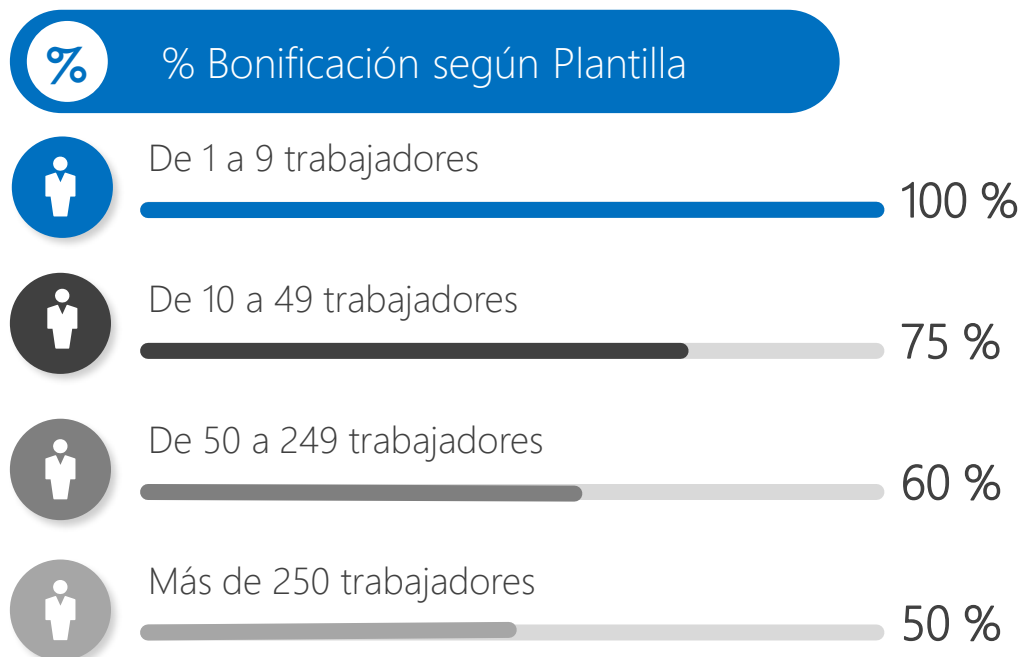 %
% Bonificación según Plantilla
De 1 a 9 trabajadores
100 %
De 10 a 49 trabajadores
75 %
De 50 a 249 trabajadores
60 %
Más de 250 trabajadores
50 %